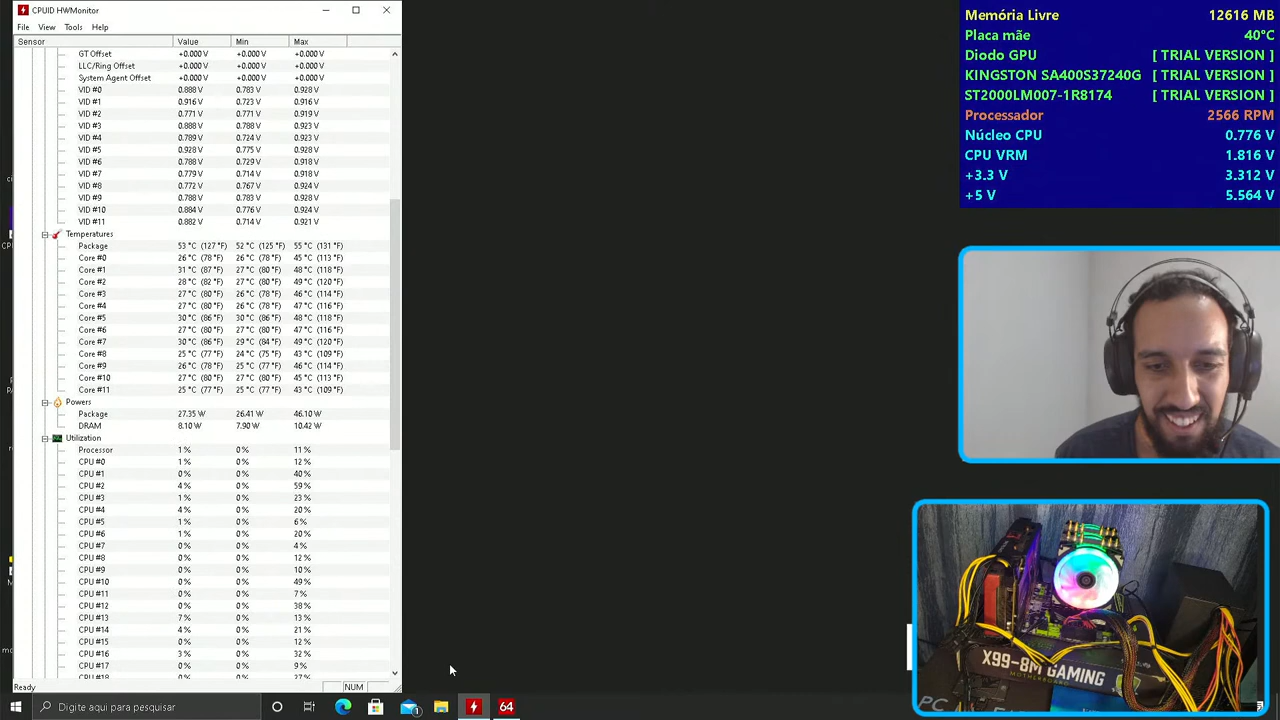 CPUID HWMonitor
File View Tools Help
Sensor Value Min Max
GT Offset +0.000 V +0.000 V +0.000 V
LLC/Ring Offset +0.000 V +0.000 V +0.000 V
System Agent Offset +0.000 V +0.000 V +0.000 V
VID #0 0.888 V 0.783 V 0.928 V
VID #1 0.916 V 0.723 V 0.916 V
VID #2 0.771 V 0.771 V 0.919 V
VID #3 0.888 V 0.788 V 0.923 V
VID #4 0.789 V 0.724 V 0.923 V
VID #5 0.928 V 0.775 V 0.928 V
VID #6 0.788 V 0.729 V 0.918 V
VID #7 0.779 V 0.714 V 0.918 V
VID #8 0.772 V 0.767 V 0.924 V
VID #9 0.788 V 0.783 V 0.928 V
VID #10 0.884 V 0.776 V 0.924 V
VID #11 0.882 V 0.714 V 0.921 V
Temperatures
Package 53 °C (127 °F) 52 °C (125 °F) 55 °C (131 °F)
Core #0 26 °C (78 °F) 26 °C (78 °F) 45 °C (113 °F)
Core #1 31 °C (87 °F) 27 °C (80 °F) 48 °C (118 °F)
Core #2 28 °C (82 °F) 27 °C (80 °F) 49 °C (120 °F)
Core #3 27 °C (80 °F) 26 °C (78 °F) 46 °C (114 °F)
Core #4 27 °C (80 °F) 26 °C (78 °F) 47 °C (116 °F)
Core #5 30 °C (86 °F) 30 °C (86 °F) 48 °C (118 °F)
Core #6 27 °C (80 °F) 27 °C (80 °F) 47 °C (116 °F)
Core #7 30 °C (86 °F) 29 °C (84 °F) 49 °C (120 °F)
Core #8 25 °C (77 °F) 24 °C (75 °F) 43 °C (109 °F)
Core #9 26 °C (78 °F) 25 °C (77 °F) 46 °C (114 °F)
Core #10 27 °C (80 °F) 27 °C (80 °F) 45 °C (113 °F)
Core #11 25 °C (77 °F) 25 °C (77 °F) 43 °C (109 °F)
Powers
Package 27.35 W 26.41 W 46.10 W
DRAM 8.10 W 7.90 W 10.42 W
Utilization
Processor 1 % 0 % 11 %
CPU #0 1 % 0 % 12 %
CPU #1 0 % 0 % 40 %
CPU #2 4 % 0 % 59 %
CPU #3 1 % 0 % 23 %
CPU #4 4 % 0 % 20 %
CPU #5 1 % 0 % 6 %
CPU #6 1 % 0 % 20 %
CPU #7 0 % 0 % 4 %
CPU #8 0 % 0 % 12 %
CPU #9 0 % 0 % 10 %
CPU #10 0 % 0 % 49 %
CPU #11 0 % 0 % 7 %
CPU #12 0 % 0 % 38 %
CPU #13 7 % 0 % 13 %
CPU #14 4 % 0 % 21 %
CPU #15 0 % 0 % 12 %
CPU #16 3 % 0 % 32 %
CPU #17 0 % 0 % 9 %
CPU #18 0 % 0 % 27 %
Ready NUM
Digite aqui para pesquisar
1
64
Memória Livre 12616 MB
Placa mãe 40°C
Diodo GPU [ TRIAL VERSION ]
KINGSTON SA400S37240G [ TRIAL VERSION ]
ST2000LM007-1R8174 [ TRIAL VERSION ]
Processador 2566 RPM
Núcleo CPU 0.776 V
CPU VRM 1.816 V
+3.3 V 3.312 V
+5 V 5.564 V
X99-8M GAMING
MOTHERBOARD